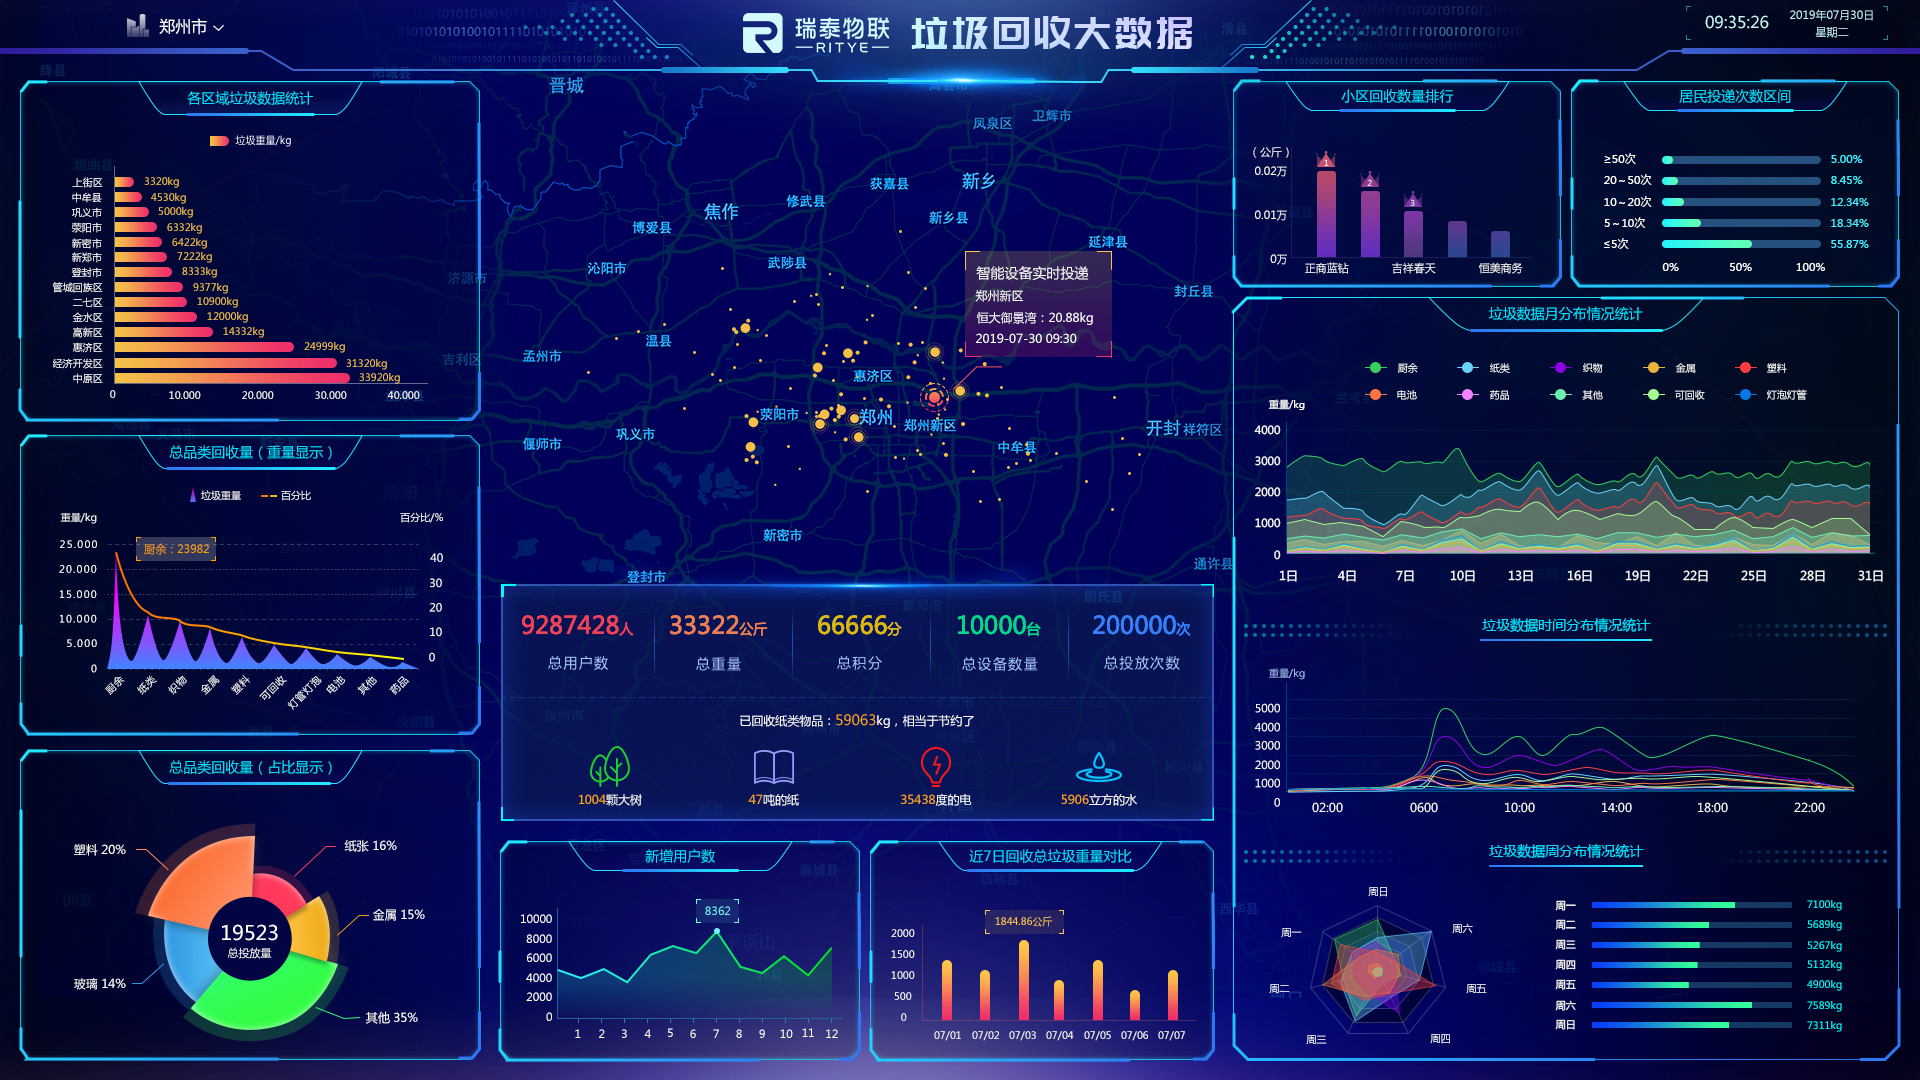 郑州市
瑞泰物联
RITYE
垃圾回收大数据
09:35:26
2019年07月30日
星期二
各区域垃圾数据统计
垃圾重量/kg
上街区 3320kg
中牟县 4530kg
巩义市 5000kg
荥阳市 6332kg
新密市 6422kg
新郑市 7222kg
登封市 8333kg
管城回族区 9377kg
二七区 10900kg
金水区 12000kg
高新区 14332kg
惠济区 24999kg
经济开发区 31320kg
中原区 33920kg
0 10.000 20.000 30.000 40.000
总品类回收量（重量显示）
垃圾重量 百分比
重量/kg 百分比/%
厨余：23982
25.000
20.000
15.000
10.000
5.000
0
40
30
20
10
0
厨余 纸类 织物 金属 塑料 可回收 灯管灯泡 电池 其他 药品
总品类回收量（占比显示）
塑料 20%
纸张 16%
金属 15%
玻璃 14%
其他 35%
19523
总投放量
晋城
凤泉区
卫辉市
获嘉县
新乡
修武县
焦作
新乡县
博爱县
延津县
沁阳市
武陟县
封丘县
温县
孟州市
惠济区
荥阳市
郑州
郑州新区
开封
祥符区
巩义市
偃师市
中牟县
新密市
登封市
通许县
智能设备实时投递
郑州新区
恒大御景湾：20.88kg
2019-07-30 09:30
9287428人
总用户数
33322公斤
总重量
66666分
总积分
10000台
总设备数量
200000次
总投放次数
已回收纸类物品：59063kg，相当于节约了
1004颗大树
47吨的纸
35438度的电
5906立方的水
新增用户数
8362
10000
8000
6000
4000
2000
0
1 2 3 4 5 6 7 8 9 10 11 12
近7日回收总垃圾重量对比
1844.86公斤
2000
1500
1000
500
0
07/01 07/02 07/03 07/04 07/05 07/06 07/07
小区回收数量排行
（公斤）
0.02万
0.01万
0万
1
2
3
正商蓝钻 吉祥春天 恒美商务
居民投递次数区间
≥50次 5.00%
20～50次 8.45%
10～20次 12.34%
5～10次 18.34%
≤5次 55.87%
0% 50% 100%
垃圾数据月分布情况统计
厨余 纸类 织物 金属 塑料
电池 药品 其他 可回收 灯泡灯管
重量/kg
4000
3000
2000
1000
0
1日 4日 7日 10日 13日 16日 19日 22日 25日 28日 31日
垃圾数据时间分布情况统计
重量/kg
5000
4000
3000
2000
1000
0
02:00 0600 10:00 14:00 18:00 22:00
垃圾数据周分布情况统计
周日
周一
周六
周二
周五
周三
周四
周一 7100kg
周二 5689kg
周三 5267kg
周四 5132kg
周五 4900kg
周六 7589kg
周日 7311kg